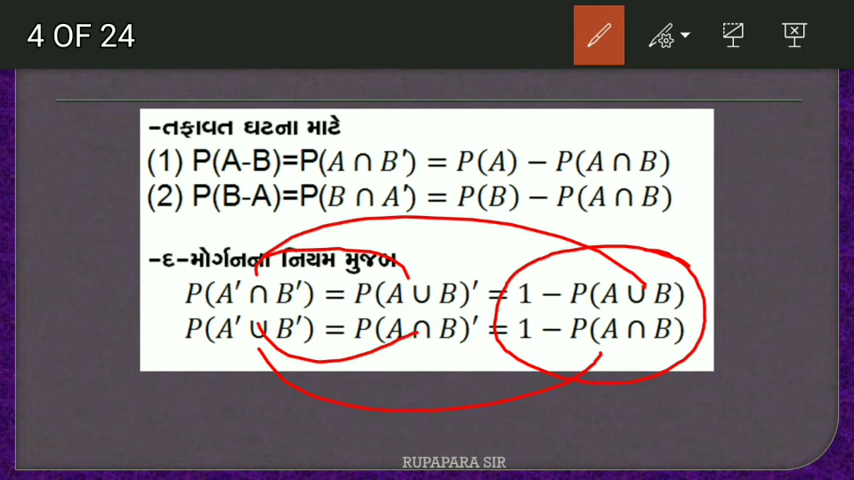 4 OF 24
-તફાવત ઘટના માટે
(1) P(A-B)=P(A ∩ B′) = P(A) − P(A ∩ B)
(2) P(B-A)=P(B ∩ A′) = P(B) − P(A ∩ B)
-દ-મોર્ગનના નિયમ મુજબ
P(A′ ∩ B′) = P(A ∪ B)′ = 1 − P(A ∪ B)
P(A′ ∪ B′) = P(A ∩ B)′ = 1 − P(A ∩ B)
RUPAPARA SIR